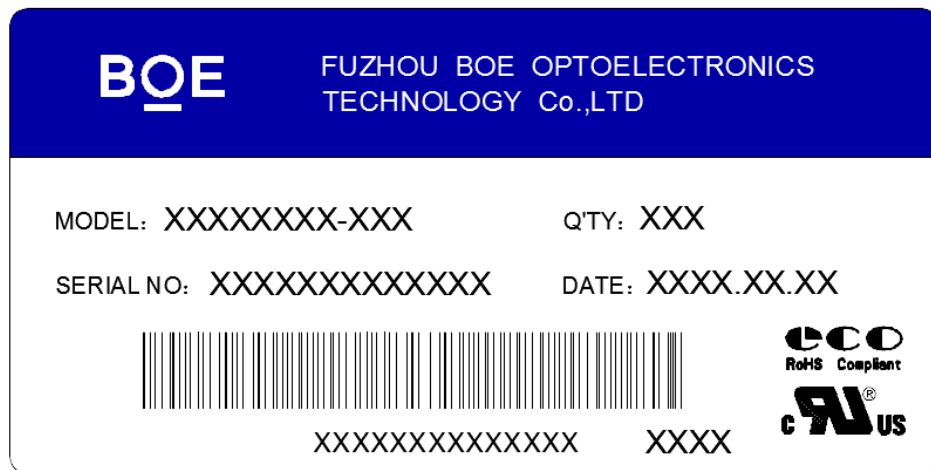 BOE
FUZHOU BOE OPTOELECTRONICS
TECHNOLOGY Co.,LTD
MODEL: XXXXXXXX-XXX Q'TY: XXX
SERIAL NO: XXXXXXXXXXXXX DATE: XXXX.XX.XX
eco
RoHS Compliant
c RU ® US
XXXXXXXXXXXXXX XXXX